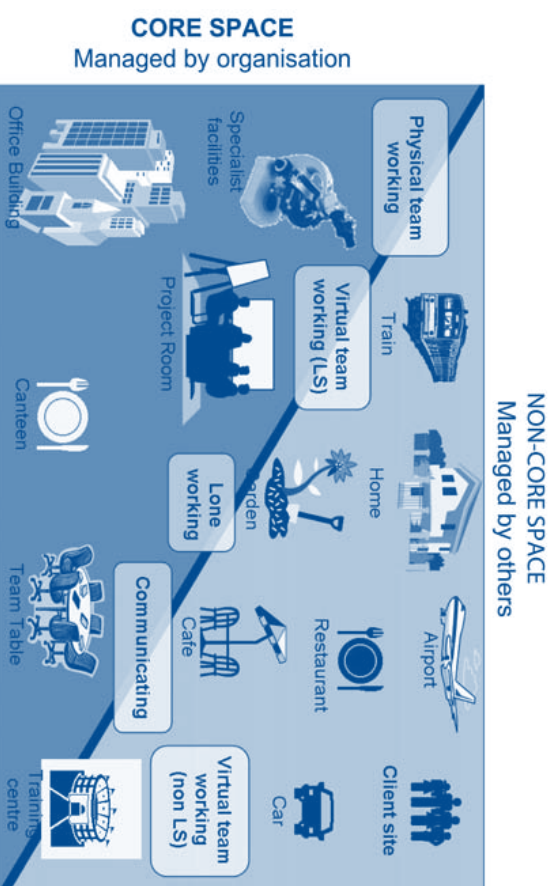 CORE SPACE
Managed by organisation
NON-CORE SPACE
Managed by others
Physical team
working
Specialist
facilities
Office Building
Train
Virtual team
working (LS)
Project Room
Canteen
Home
Garden
Lone
working
Airport
Restaurant
Cafe
Communicating
Team Table
Client site
Car
Virtual team
working
(non LS)
Training
centre